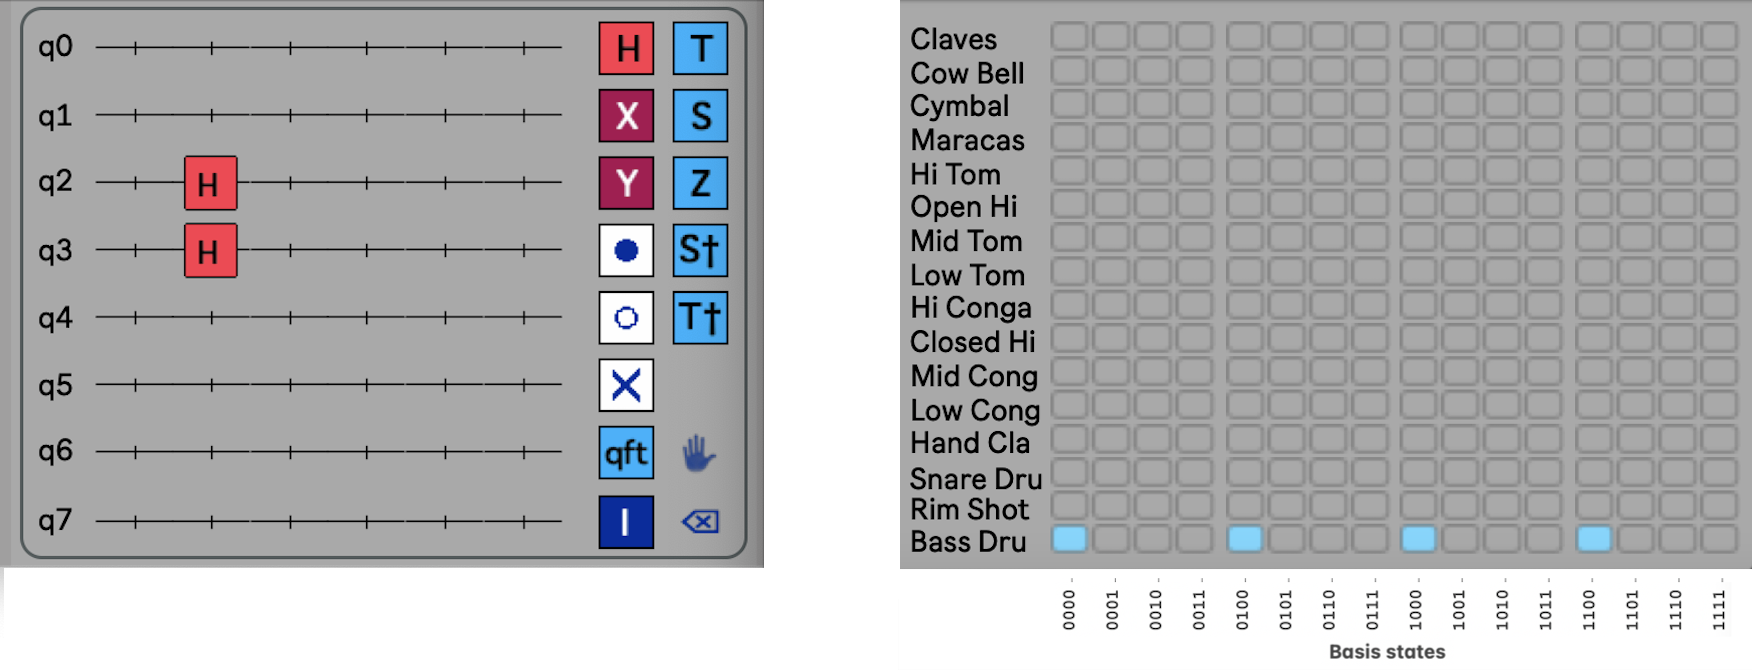 q0 H T
q1 X S
q2 H Y Z
q3 H S†
q4 T†
q5
q6 qft
q7 I
Claves
Cow Bell
Cymbal
Maracas
Hi Tom
Open Hi
Mid Tom
Low Tom
Hi Conga
Closed Hi
Mid Cong
Low Cong
Hand Cla
Snare Dru
Rim Shot
Bass Dru
0000 0001 0010 0011 0100 0101 0110 0111 1000 1001 1010 1011 1100 1101 1110 1111
Basis states